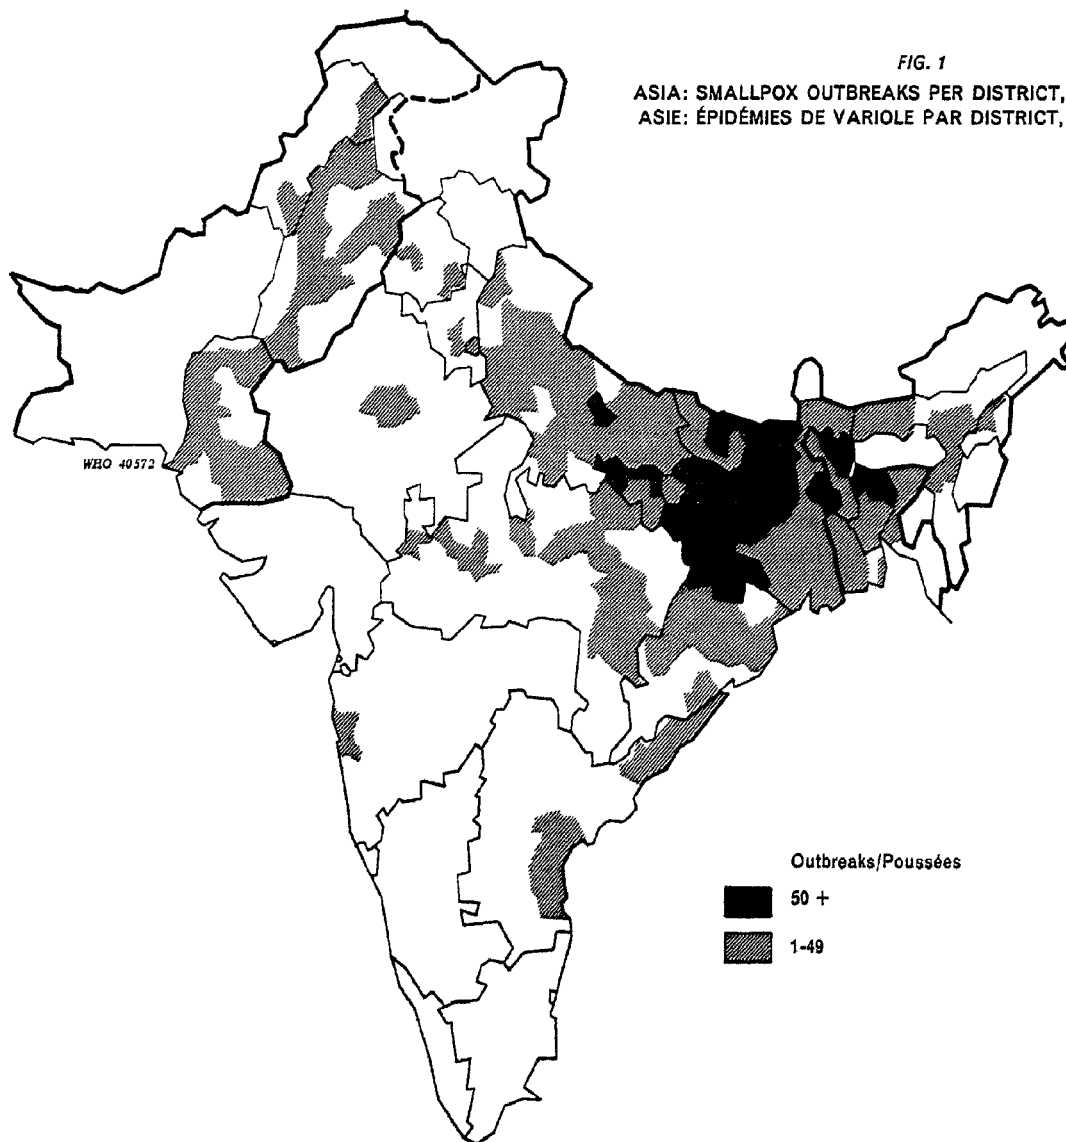 FIG. 1
ASIA: SMALLPOX OUTBREAKS PER DISTRICT,
ASIE: ÉPIDÉMIES DE VARIOLE PAR DISTRICT,
WHO 40572
Outbreaks/Poussées
50 +
1-49